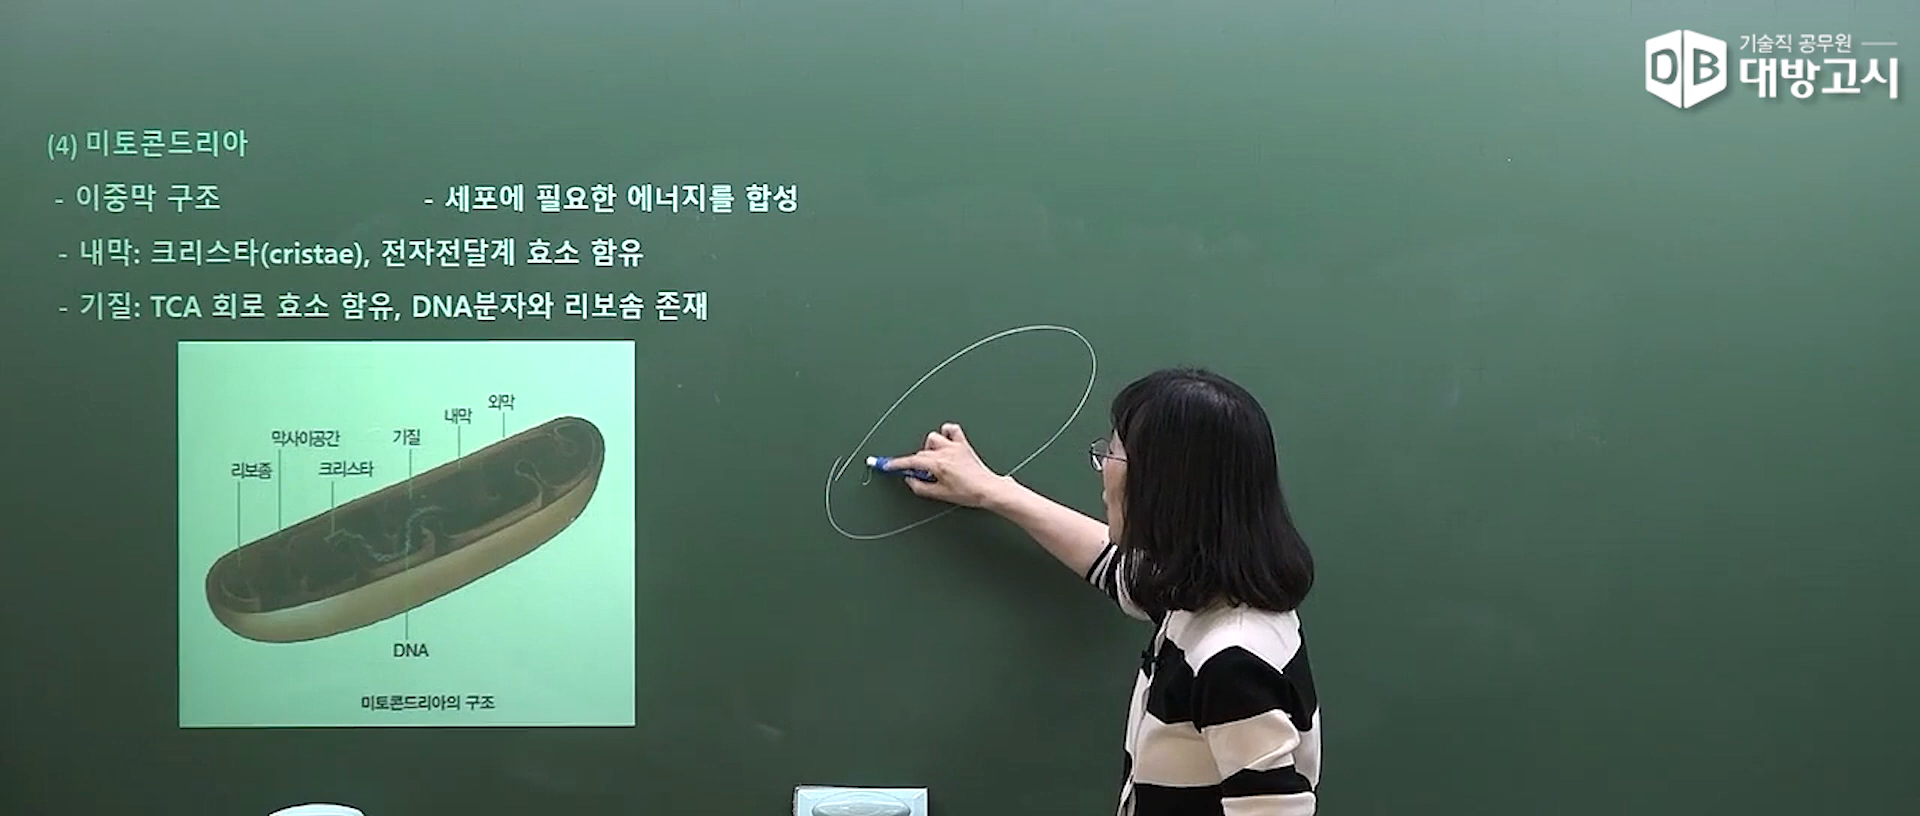 기술직 공무원
DB 대방고시
(4) 미토콘드리아
- 이중막 구조 - 세포에 필요한 에너지를 합성
- 내막: 크리스타(cristae), 전자전달계 효소 함유
- 기질: TCA 회로 효소 함유, DNA분자와 리보솜 존재
외막
내막
막사이공간 기질
리보좀 크리스타
DNA
미토콘드리아의 구조